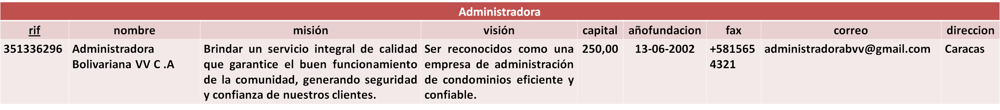 Administradora
rif nombre misión visión capital añofundacion fax correo direccion
351336296 Administradora Brindar un servicio integral de calidad Ser reconocidos como una 250,00 13-06-2002 +581565 administradorabvv@gmail.com Caracas
Bolivariana VV C .A que garantice el buen funcionamiento empresa de administración 4321
de la comunidad, generando seguridad de condominios eficiente y
y confianza de nuestros clientes. confiable.